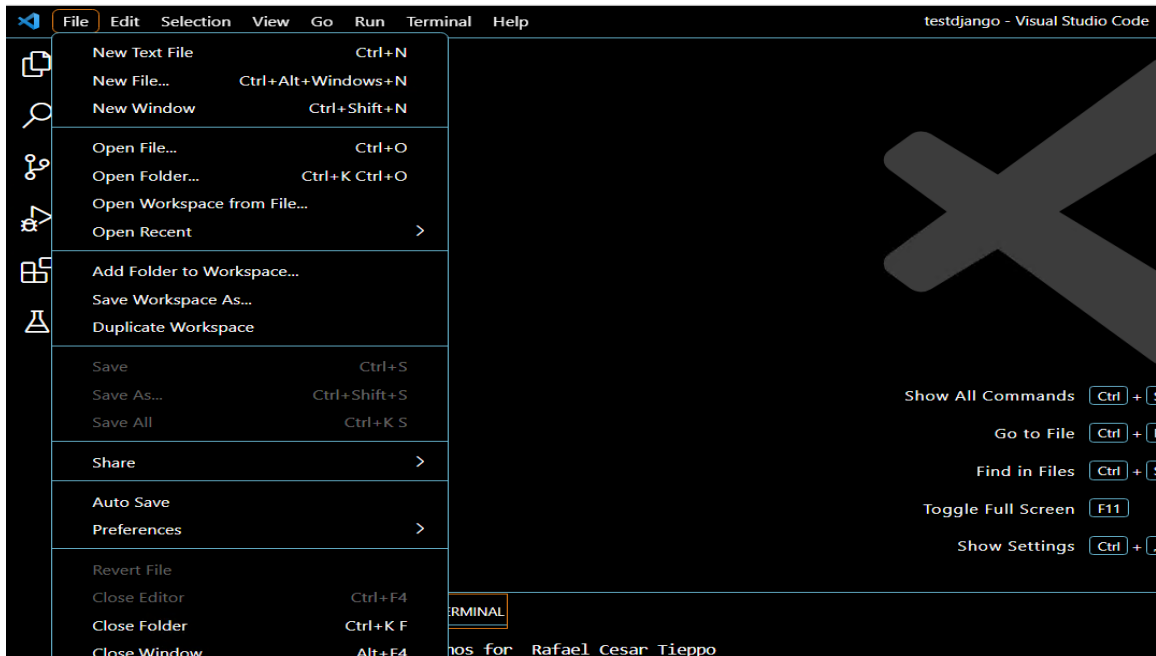 File Edit Selection View Go Run Terminal Help testdjango - Visual Studio Code
New Text File Ctrl+N
New File... Ctrl+Alt+Windows+N
New Window Ctrl+Shift+N
Open File... Ctrl+O
Open Folder... Ctrl+K Ctrl+O
Open Workspace from File...
Open Recent
Add Folder to Workspace...
Save Workspace As...
Duplicate Workspace
Save Ctrl+S
Save As... Ctrl+Shift+S
Save All Ctrl+K S
Share
Auto Save
Preferences
Revert File
Close Editor Ctrl+F4
Close Folder Ctrl+K F
Close Window Alt+F4
Show All Commands Ctrl +
Go to File Ctrl +
Find in Files Ctrl +
Toggle Full Screen F11
Show Settings Ctrl + ,
ERMINAL
hos for Rafael Cesar Tieppo